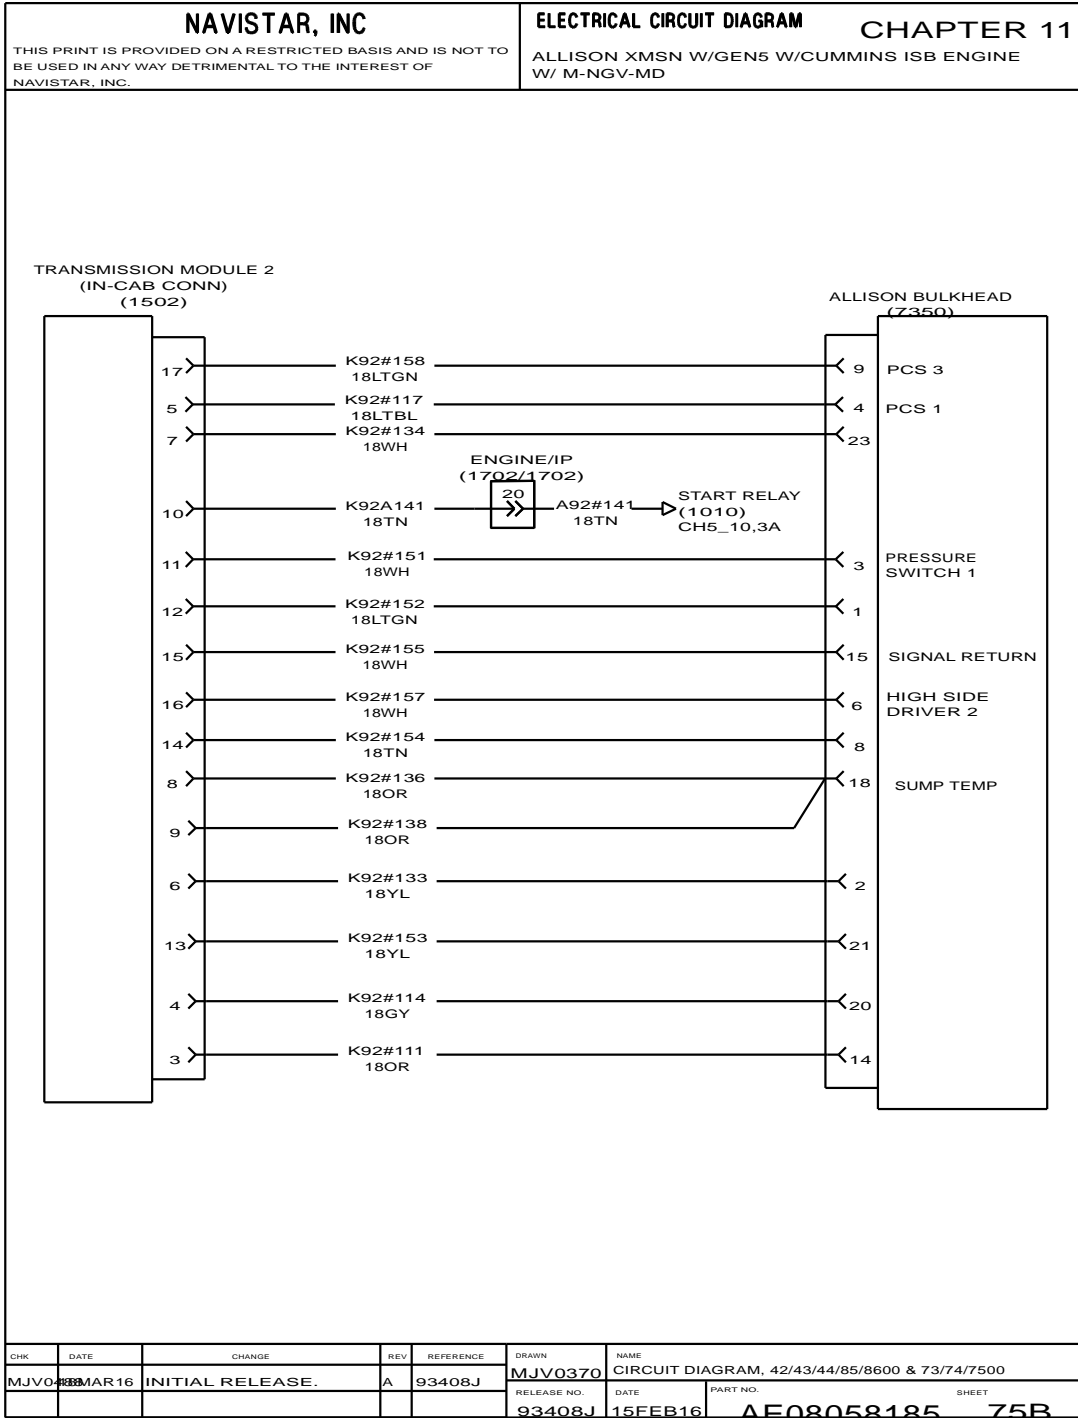 NAVISTAR, INC
THIS PRINT IS PROVIDED ON A RESTRICTED BASIS AND IS NOT TO
BE USED IN ANY WAY DETRIMENTAL TO THE INTEREST OF
NAVISTAR, INC.
ELECTRICAL CIRCUIT DIAGRAM
CHAPTER 11
ALLISON XMSN W/GEN5 W/CUMMINS ISB ENGINE
W/ M-NGV-MD
TRANSMISSION MODULE 2
(IN-CAB CONN)
(1502)
ALLISON BULKHEAD
(7350)
17 K92#158 9 PCS 3
18LTGN
5 K92#117 4 PCS 1
18LTBL
7 K92#134 23
18WH
ENGINE/IP
(1702/1702)
20
10 K92A141 A92#141
18TN 18TN
START RELAY
(1010)
CH5_10,3A
11 K92#151 3 PRESSURE
18WH SWITCH 1
12 K92#152 1
18LTGN
15 K92#155 15 SIGNAL RETURN
18WH
16 K92#157 6 HIGH SIDE
18WH DRIVER 2
14 K92#154 8
18TN
8 K92#136 18 SUMP TEMP
18OR
9 K92#138
18OR
6 K92#133 2
18YL
13 K92#153 21
18YL
4 K92#114 20
18GY
3 K92#111 14
18OR
CHK DATE CHANGE REV REFERENCE
MJV04 MAR16 INITIAL RELEASE. A 93408J
DRAWN
MJV0370
NAME
CIRCUIT DIAGRAM, 42/43/44/85/8600 & 73/74/7500
RELEASE NO.
93408J
DATE
15FEB16
PART NO.
AE08058185
SHEET
75B